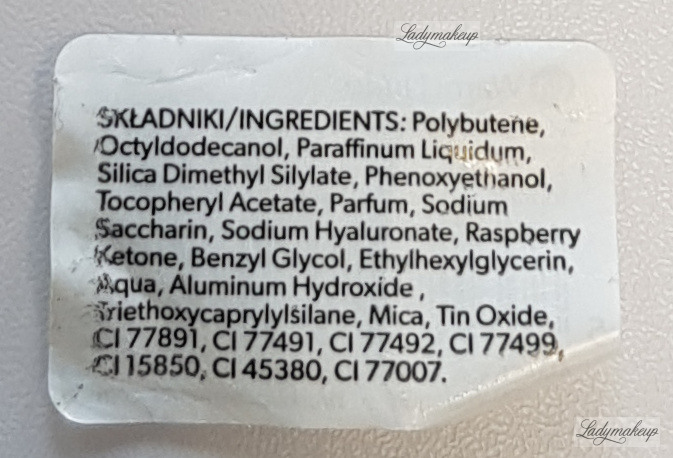 Ladymakeup
SKŁADNIKI/INGREDIENTS: Polybutene,
Octyldodecanol, Paraffinum Liquidum,
Silica Dimethyl Silylate, Phenoxyethanol,
Tocopheryl Acetate, Parfum, Sodium
Saccharin, Sodium Hyaluronate, Raspberry
Ketone, Benzyl Glycol, Ethylhexylglycerin,
Aqua, Aluminum Hydroxide ,
Triethoxycaprylylsilane, Mica, Tin Oxide,
CI 77891, CI 77491, CI 77492, CI 77499,
CI 15850, CI 45380, CI 77007.
Ladymakeup